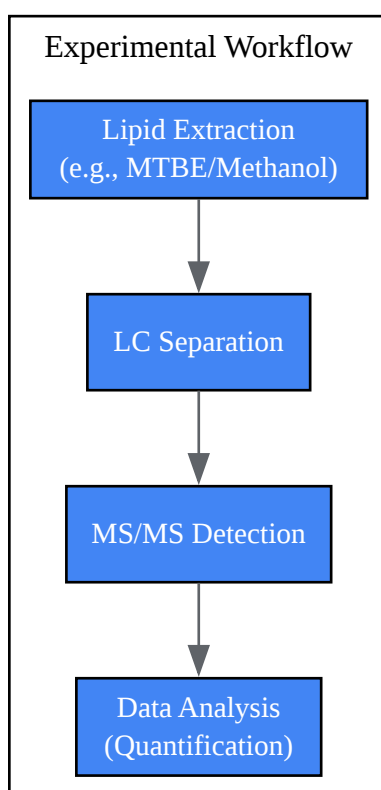 Experimental Workflow
Lipid Extraction
(e.g., MTBE/Methanol)
LC Separation
MS/MS Detection
Data Analysis
(Quantification)